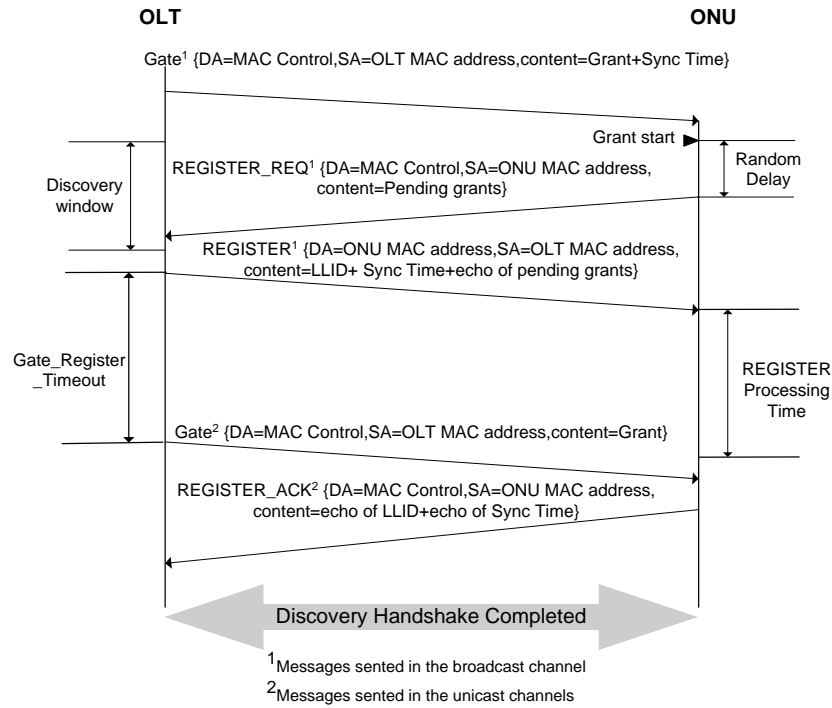 OLT
ONU
Gate¹ {DA=MAC Control,SA=OLT MAC address,content=Grant+Sync Time}
Grant start
Random
Delay
Discovery
window
REGISTER_REQ¹ {DA=MAC Control,SA=ONU MAC address,
content=Pending grants}
REGISTER¹ {DA=ONU MAC address,SA=OLT MAC address,
content=LLID+ Sync Time+echo of pending grants}
Gate_Register
_Timeout
REGISTER
Processing
Time
Gate² {DA=MAC Control,SA=OLT MAC address,content=Grant}
REGISTER_ACK² {DA=MAC Control,SA=ONU MAC address,
content=echo of LLID+echo of Sync Time}
Discovery Handshake Completed
¹Messages sented in the broadcast channel
²Messages sented in the unicast channels